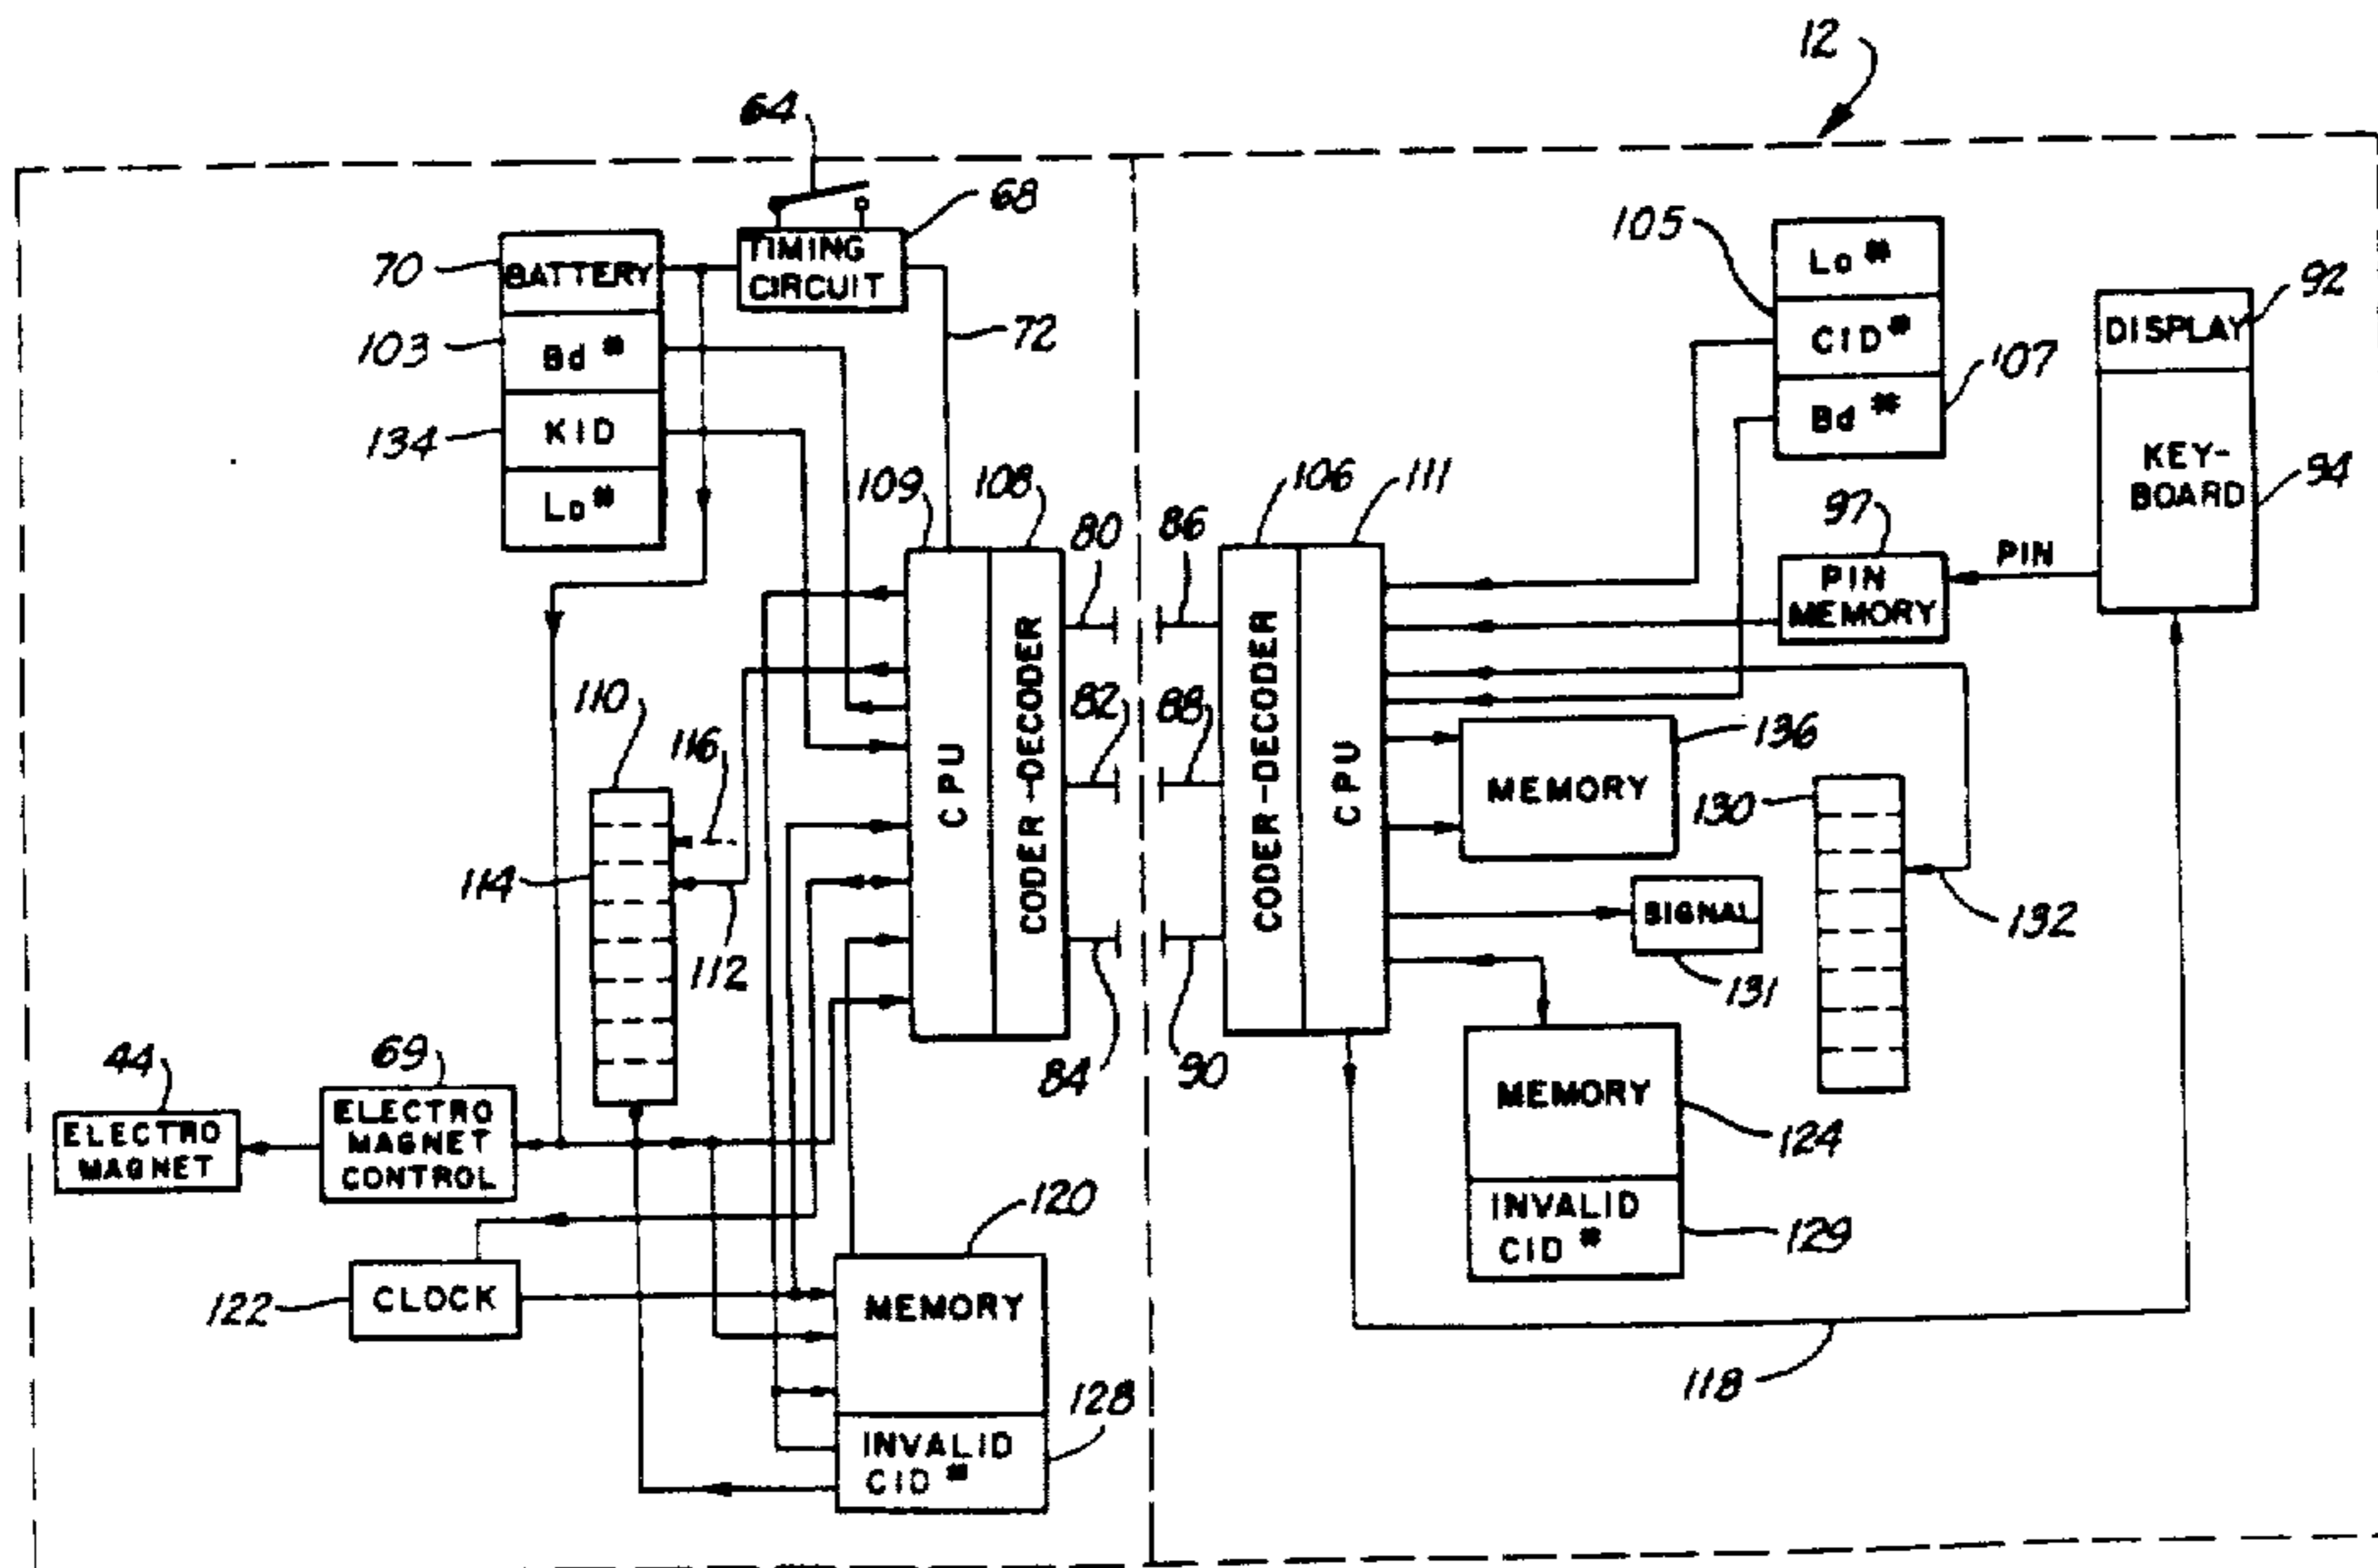 12
64
68
70
BATTERY
TIMING
CIRCUIT
72
103
Bd #
134
KID
Lo #
105
Lo #
CID #
Bd #
107
92
DISPLAY
KEY-
BOARD
94
97
PIN
MEMORY
PIN
109
108
80
86
106
111
CPU
CODER-DECODER
82
88
84
90
CODER-DECODER
CPU
110
116
114
112
136
MEMORY
130
132
SIGNAL
131
MEMORY
124
INVALID
CID #
129
118
44
ELECTRO
MAGNET
69
ELECTRO
MAGNET
CONTROL
122
CLOCK
120
MEMORY
128
INVALID
CID #